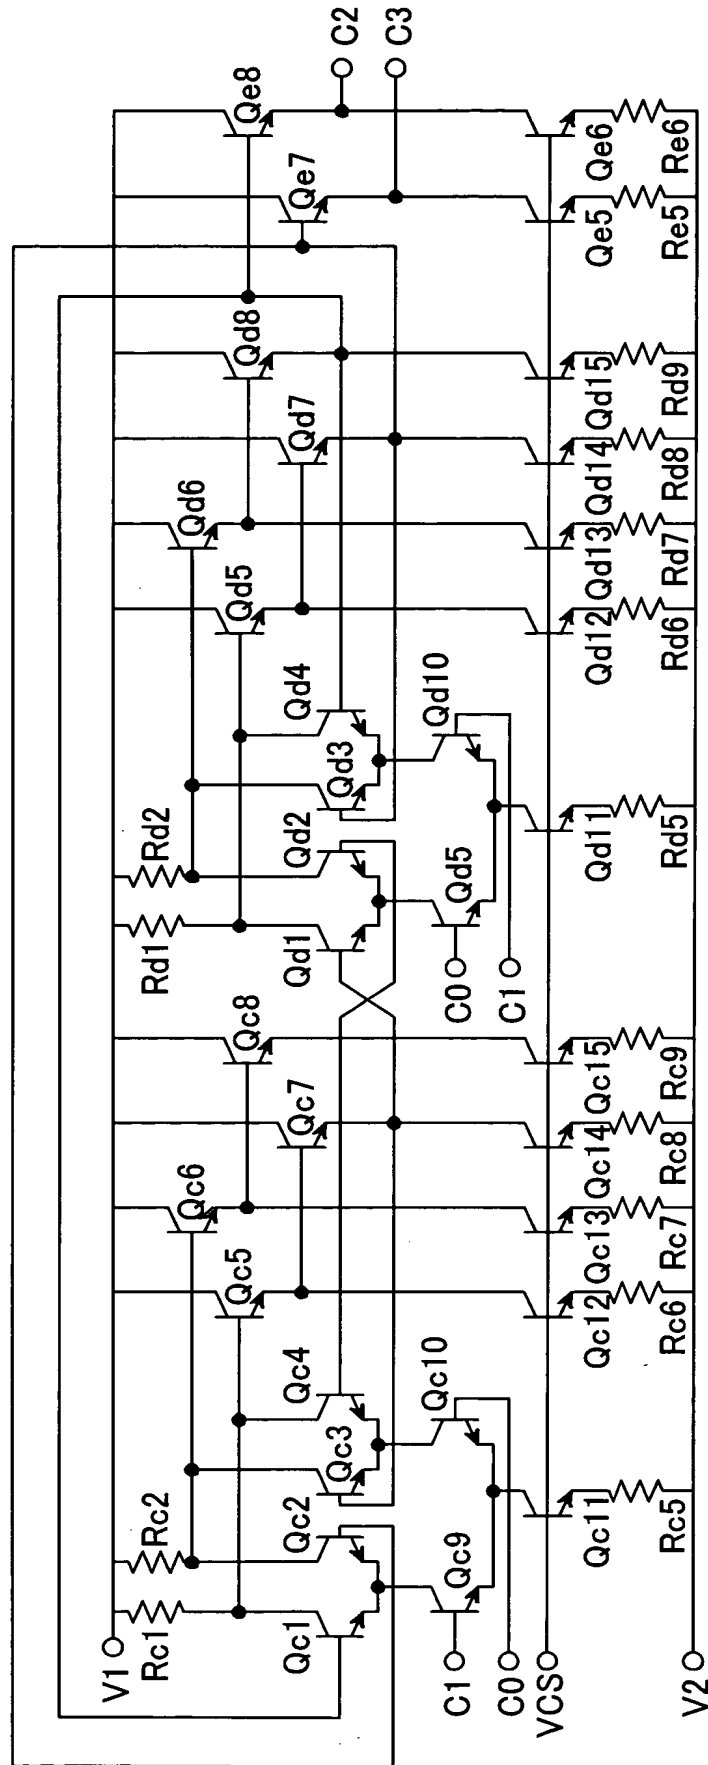 C2
C3
Qe8
Qe7
Qe6
Re6
Qe5
Re5
Qd8
Qd7
Qd6
Qd5
Qd15
Rd9
Qd14
Rd8
Qd13
Rd7
Qd12
Rd6
Qd4
Qd3
Qd10
Rd2
Qd2
Rd1
Qd1
Qd5
Qd11
Rd5
C0
C1
Qc8
Qc7
Qc6
Qc5
Qc15
Rc9
Qc14
Rc8
Qc13
Rc7
Qc12
Rc6
Qc4
Qc3
Qc10
Rc2
Qc2
Rc1
Qc1
Qc9
Qc11
Rc5
V1
C1
C0
VCS
V2